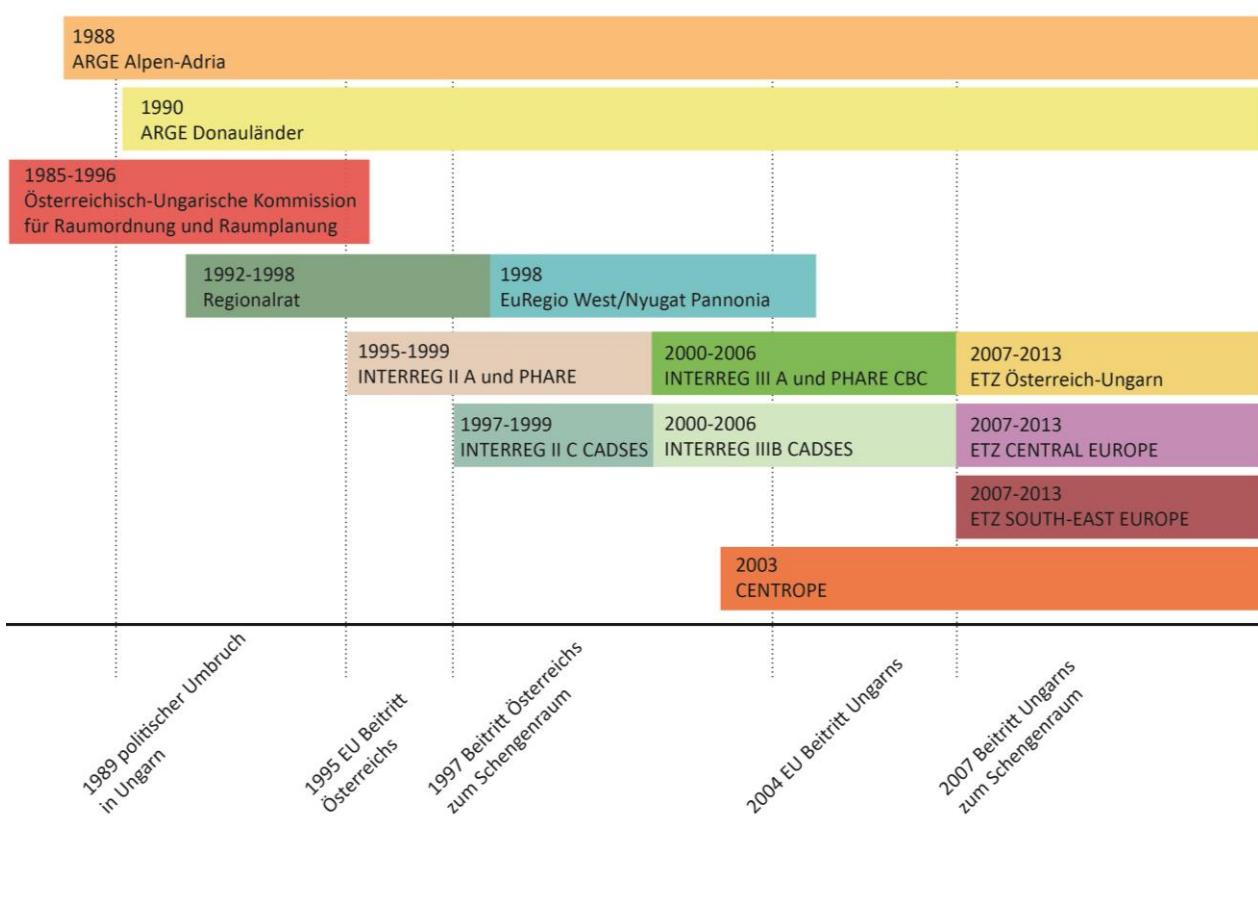 1988
ARGE Alpen-Adria
1990
ARGE Donauländer
1985-1996
Österreichisch-Ungarische Kommission
für Raumordnung und Raumplanung
1992-1998
Regionalrat
1998
EuRegio West/Nyugat Pannonia
1995-1999
INTERREG II A und PHARE
2000-2006
INTERREG III A und PHARE CBC
2007-2013
ETZ Österreich-Ungarn
1997-1999
INTERREG II C CADSES
2000-2006
INTERREG IIIB CADSES
2007-2013
ETZ CENTRAL EUROPE
2007-2013
ETZ SOUTH-EAST EUROPE
2003
CENTROPE
1989 politischer Umbruch
in Ungarn
1995 EU Beitritt
Österreichs
1997 Beitritt Österreichs
zum Schengenraum
2004 EU Beitritt Ungarns
2007 Beitritt Ungarns
zum Schengenraum